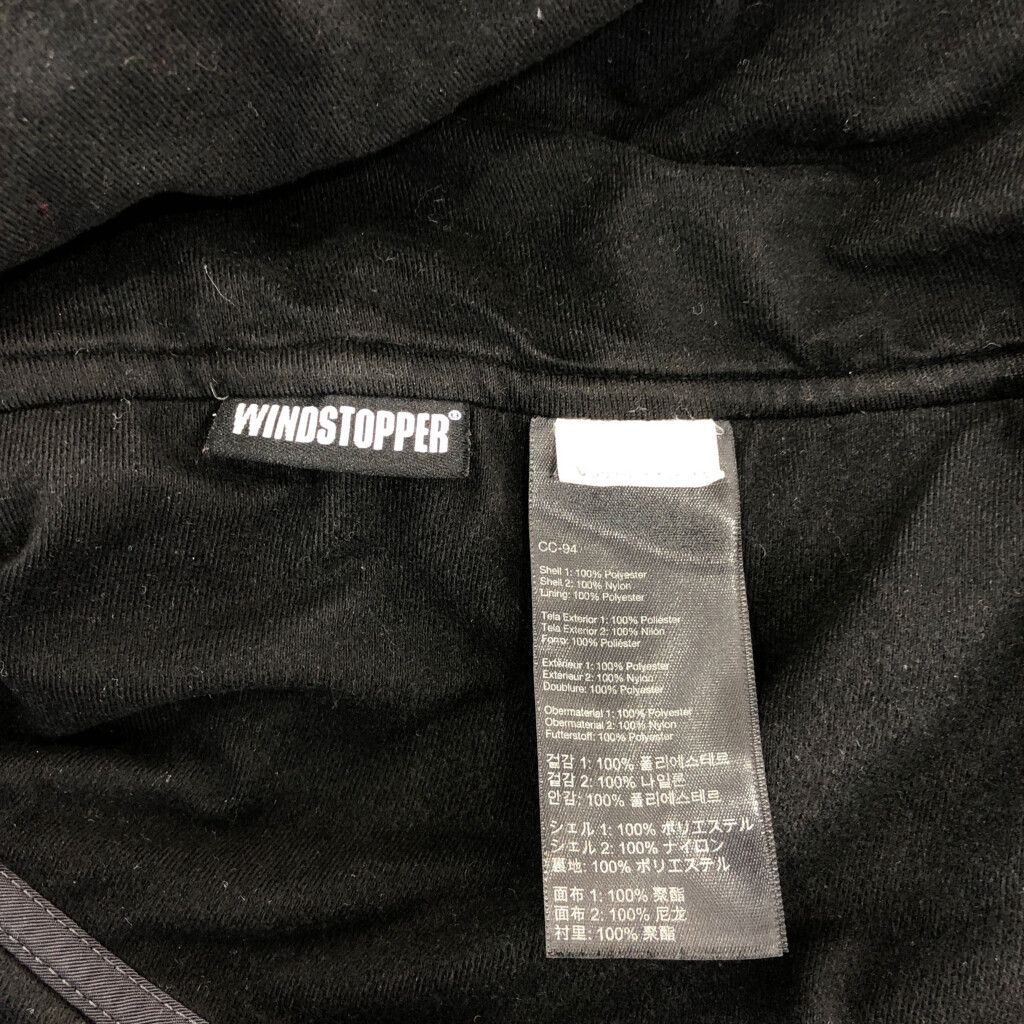 WINDSTOPPER®
CC-94
Shell 1: 100% Polyester
Shell 2: 100% Nylon
Lining: 100% Polyester
Tela Exterior 1: 100% Poliéster
Tela Exterior 2: 100% Nilón
Forro: 100% Poliéster
Extérieur 1: 100% Polyester
Extérieur 2: 100% Nylon
Doublure: 100% Polyester
Obermaterial 1: 100% Polyester
Obermaterial 2: 100% Nylon
Futterstoff: 100% Polyester
겉감 1: 100% 폴리에스테르
겉감 2: 100% 나일론
안감: 100% 폴리에스테르
シェル 1: 100% ポリエステル
シェル 2: 100% ナイロン
裏地: 100% ポリエステル
面布 1: 100% 聚酯
面布 2: 100% 尼龙
衬里: 100% 聚酯